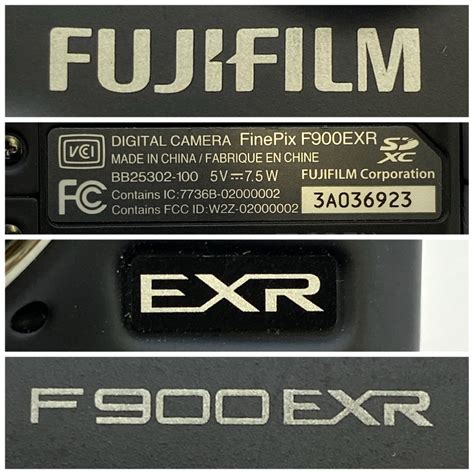 FUJIFILM
VCI DIGITAL CAMERA FinePix F900EXR SD XC
MADE IN CHINA / FABRIQUE EN CHINE
BB25302-100 5V⎓7.5W FUJIFILM Corporation
FC Contains IC:7736B-02000002 3A036923
Contains FCC ID:W2Z-02000002
EXR
F900EXR